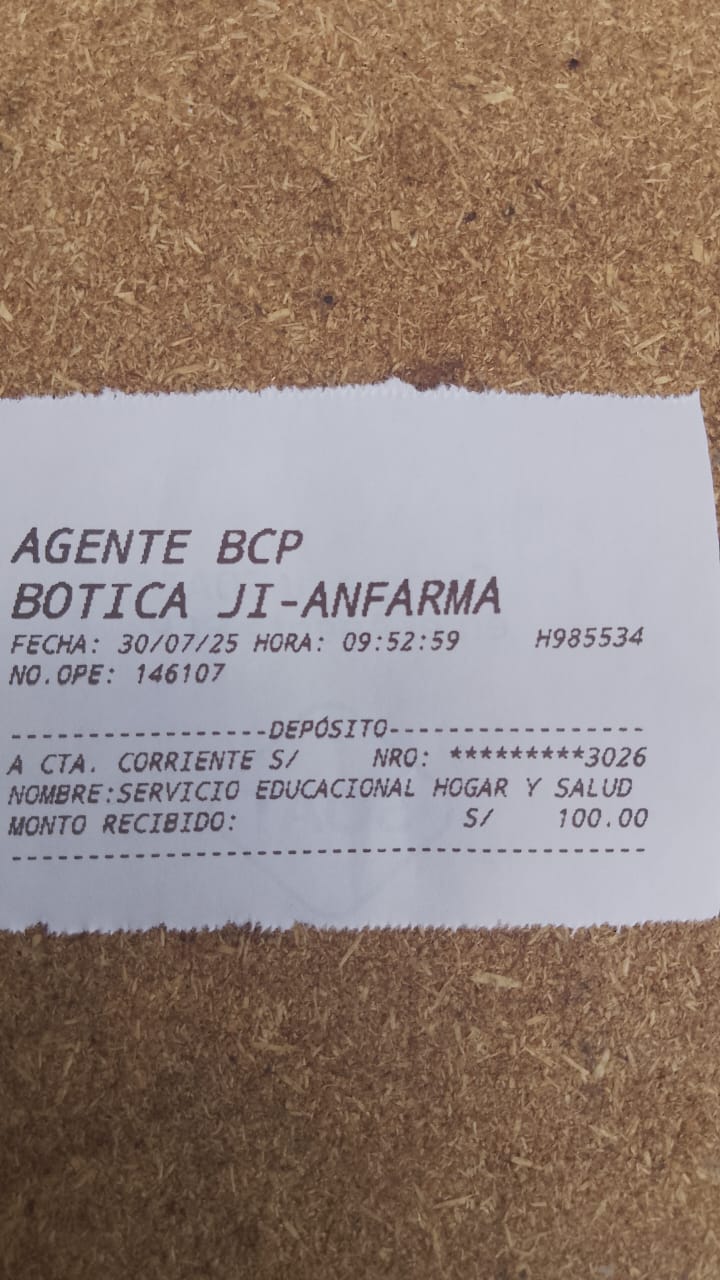 AGENTE BCP
BOTICA JI-ANFARMA
FECHA: 30/07/25 HORA: 09:52:59 H985534
NO.OPE: 146107
-----------------DEPÓSITO-----------------
A CTA. CORRIENTE S/ NRO: *********3026
NOMBRE:SERVICIO EDUCACIONAL HOGAR Y SALUD
MONTO RECIBIDO: S/ 100.00
-------------------------------------------